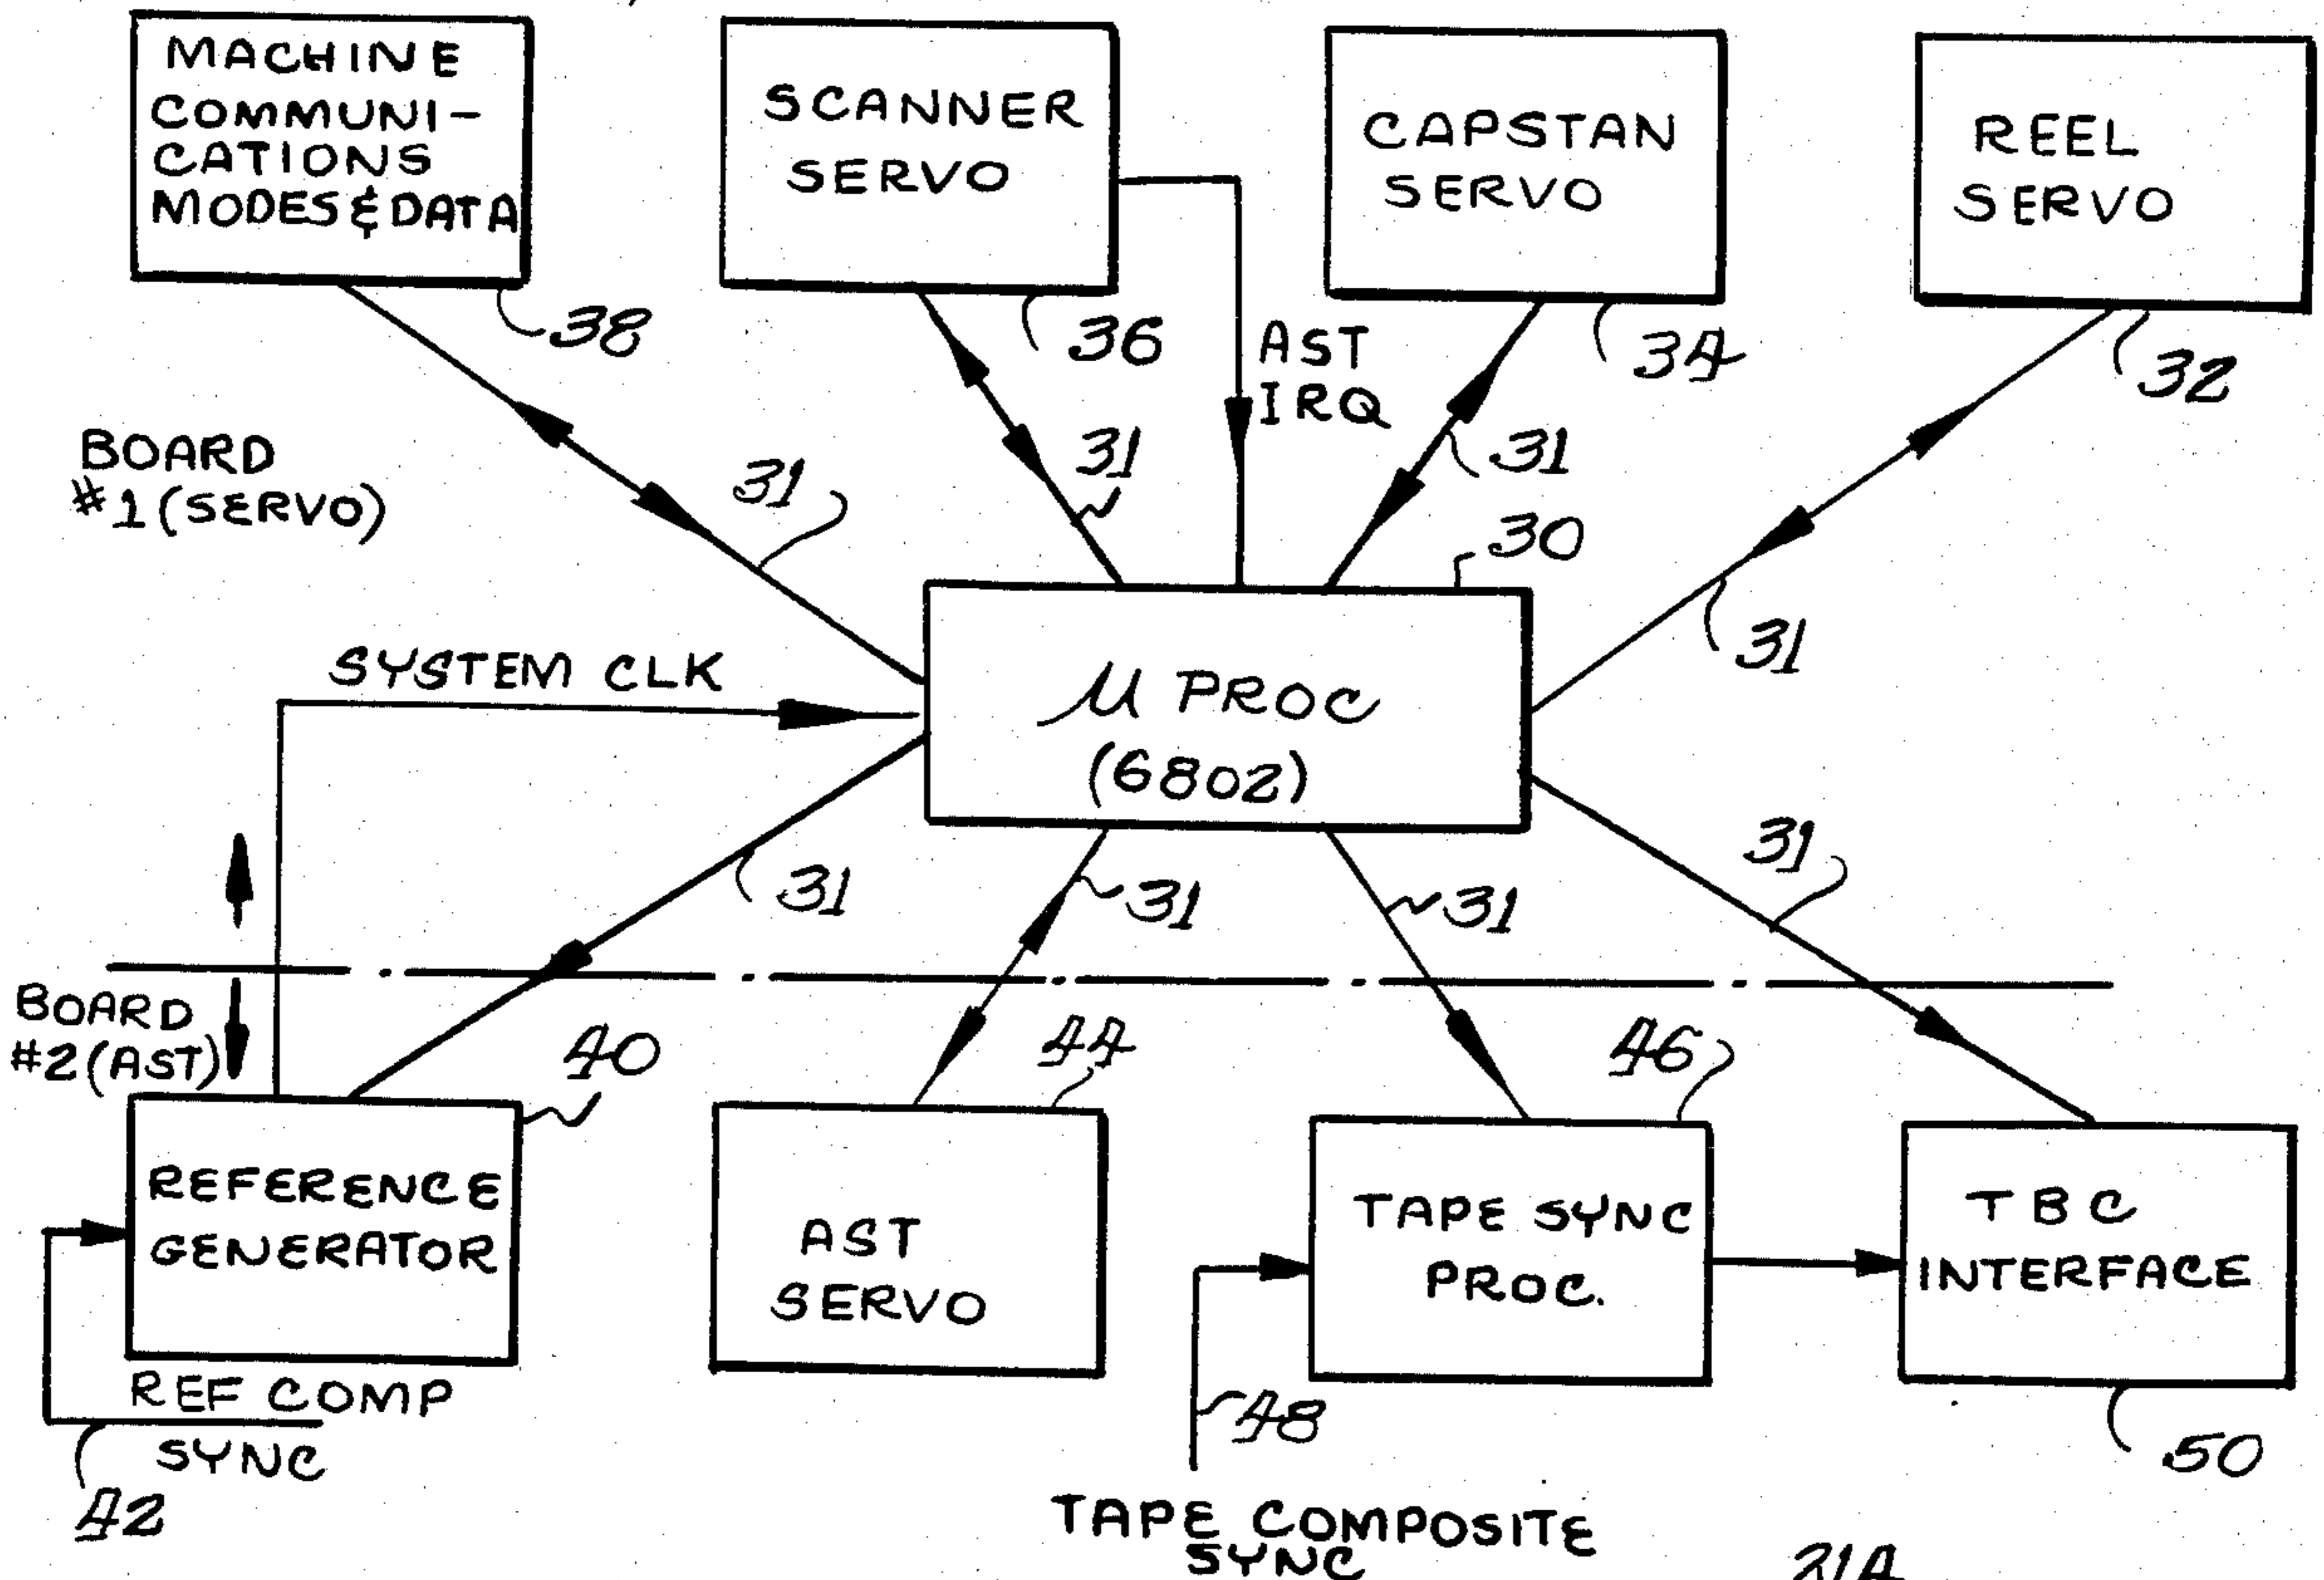 MACHINE
COMMUNI-
CATIONS
MODES & DATA
38
SCANNER
SERVO
36
CAPSTAN
SERVO
34
REEL
SERVO
32
AST
IRQ
BOARD
#1 (SERVO)
31
31
31
31
30
SYSTEM CLK
μ PROC
(6802)
31
31
31
31
BOARD
#2 (AST)
40
44
46
REFERENCE
GENERATOR
AST
SERVO
TAPE SYNC
PROC.
TBC
INTERFACE
REF COMP
SYNC
42
48
50
TAPE COMPOSITE
SYNC
21A